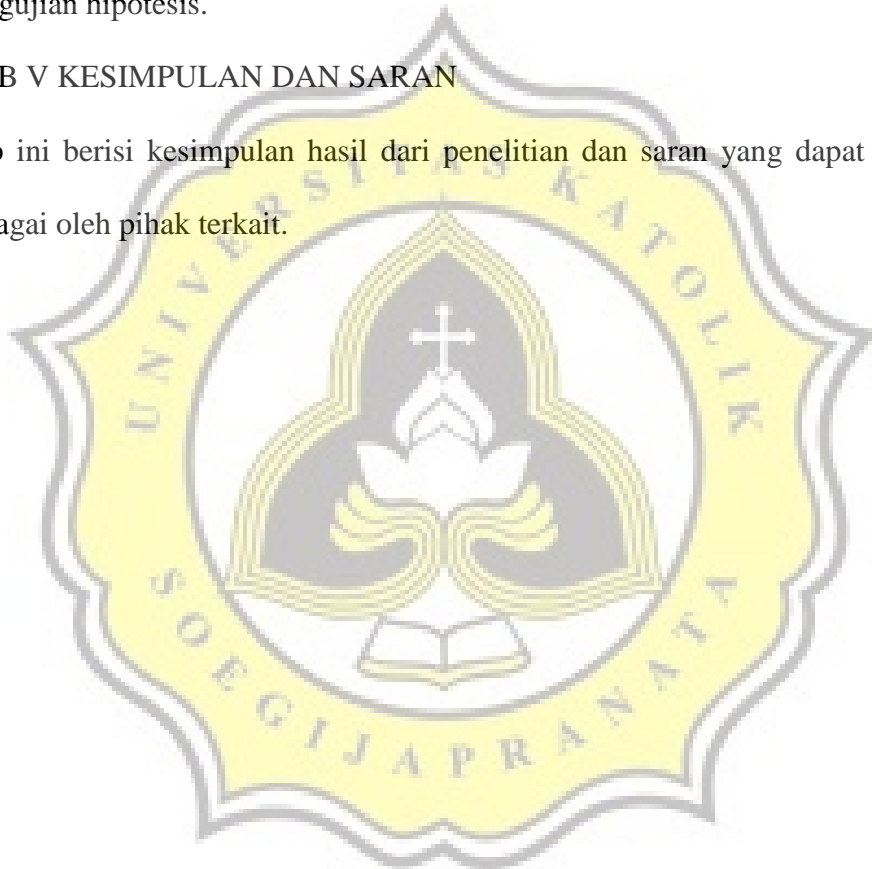 gujian hipotesis.
B V KESIMPULAN DAN SARAN
ini berisi kesimpulan hasil dari penelitian dan saran yang dapat
agai oleh pihak terkait.
UNIVERSITAS KATOLIK
SOEGIJAPRANATA